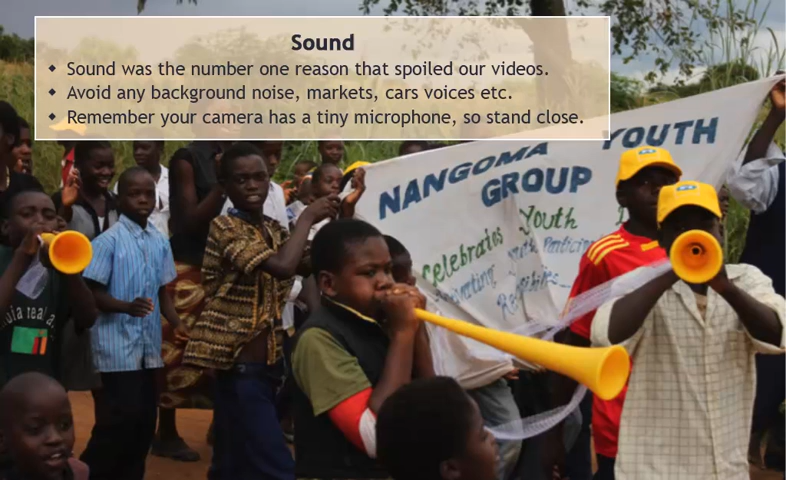 Sound
Sound was the number one reason that spoiled our videos.
Avoid any background noise, markets, cars voices etc.
Remember your camera has a tiny microphone, so stand close.
NANGOMA YOUTH
GROUP
Celebrates Youth